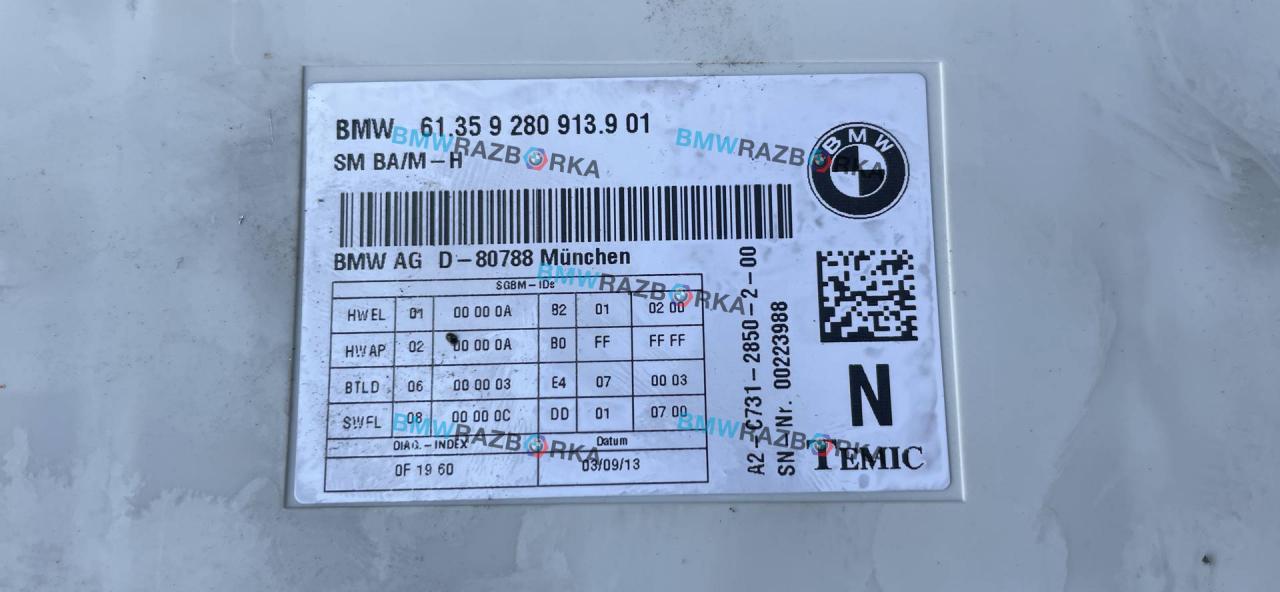 BMW 61.35 9 280 913.9 01
BMWRAZBORKA
BMWRAZBORKA
SM BA/M-H
BMW
BMW AG D-80788 München
BMWRAZBORKA
SGBM-IDs
HWEL 01 00 00 0A B2 01 02 00
HWAP 02 00 00 0A B0 FF FF FF
BTLD 06 00 00 03 E4 07 00 03
SWFL 08 00 00 0C DD 01 07 00
BMWRAZBORKA
BMWRAZBORKA
DIAG.-INDEX Datum
0F 19 60 03/09/13
A2-C731-2850-2-00
SN-Nr. 00223988
N
TEMIC